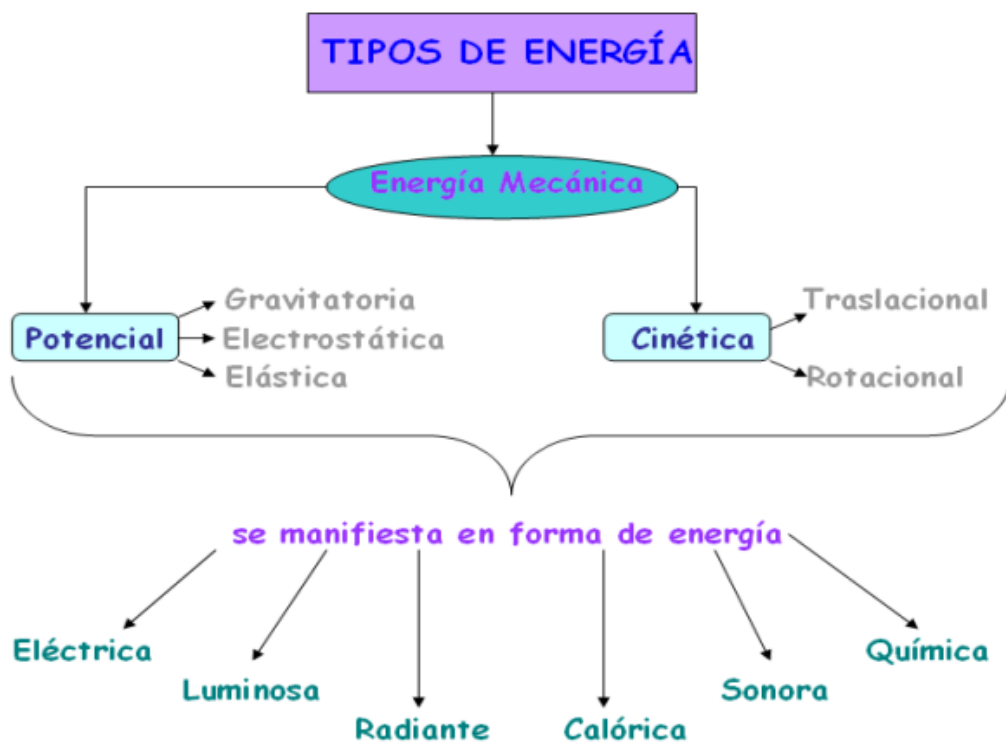 TIPOS DE ENERGÍA
Energía Mecánica
Potencial
Gravitatoria
Electrostática
Elástica
Cinética
Traslacional
Rotacional
se manifiesta en forma de energía
Eléctrica
Luminosa
Radiante
Calórica
Sonora
Química